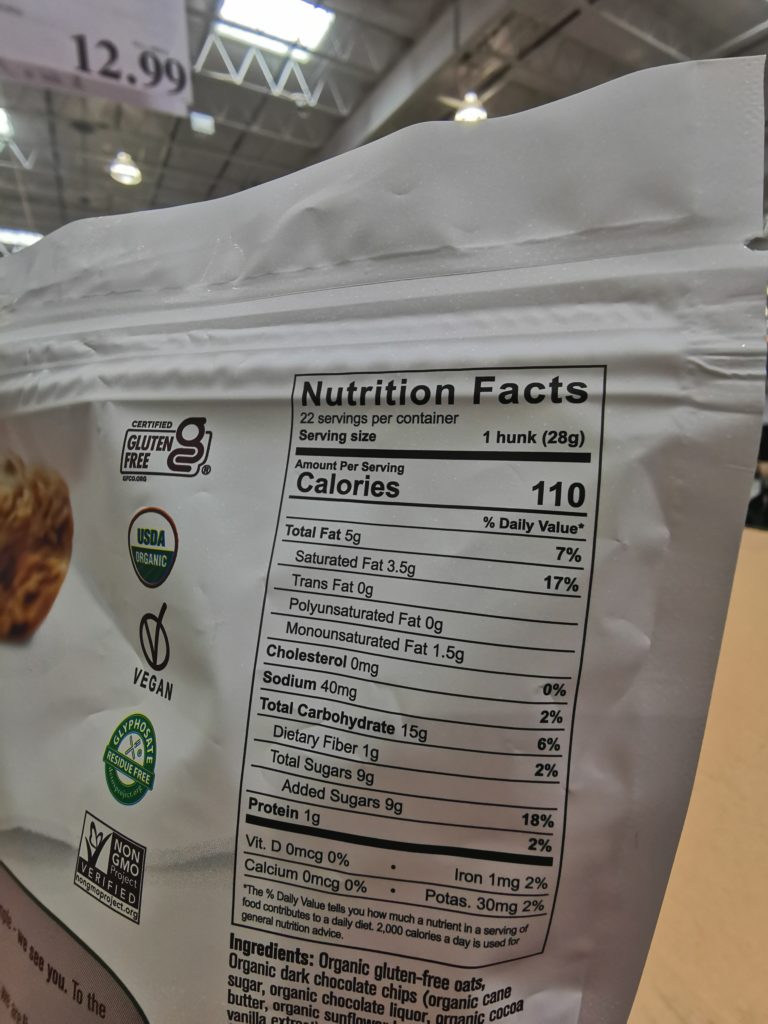 12.99
CERTIFIED
GLUTEN
FREE
GFCO.ORG
USDA
ORGANIC
VEGAN
GLYPHOSATE
RESIDUE FREE
NON
GMO
Project
VERIFIED
nongmoproject.org
we see you. To the
Nutrition Facts
22 servings per container
Serving size 1 hunk (28g)
Amount Per Serving
Calories 110
% Daily Value*
Total Fat 5g 7%
Saturated Fat 3.5g 17%
Trans Fat 0g
Polyunsaturated Fat 0g
Monounsaturated Fat 1.5g
Cholesterol 0mg 0%
Sodium 40mg 2%
Total Carbohydrate 15g 6%
Dietary Fiber 1g 2%
Total Sugars 9g
Added Sugars 9g 18%
Protein 1g 2%
Vit. D 0mcg 0% • Iron 1mg 2%
Calcium 0mcg 0% • Potas. 30mg 2%
*The % Daily Value tells you how much a nutrient in a serving of
food contributes to a daily diet. 2,000 calories a day is used for
general nutrition advice.
Ingredients: Organic gluten-free oats,
Organic dark chocolate chips (organic cane
sugar, organic chocolate liquor, organic cocoa
butter, organic
vanilla